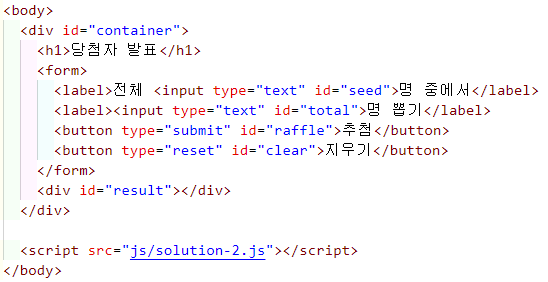 <body>
<div id="container">
<h1>당첨자 발표</h1>
<form>
<label>전체 <input type="text" id="seed">명 중에서</label>
<label><input type="text" id="total">명 뽑기</label>
<button type="submit" id="raffle">추첨</button>
<button type="reset" id="clear">지우기</button>
</form>
<div id="result"></div>
</div>
<script src="js/solution-2.js"></script>
</body>